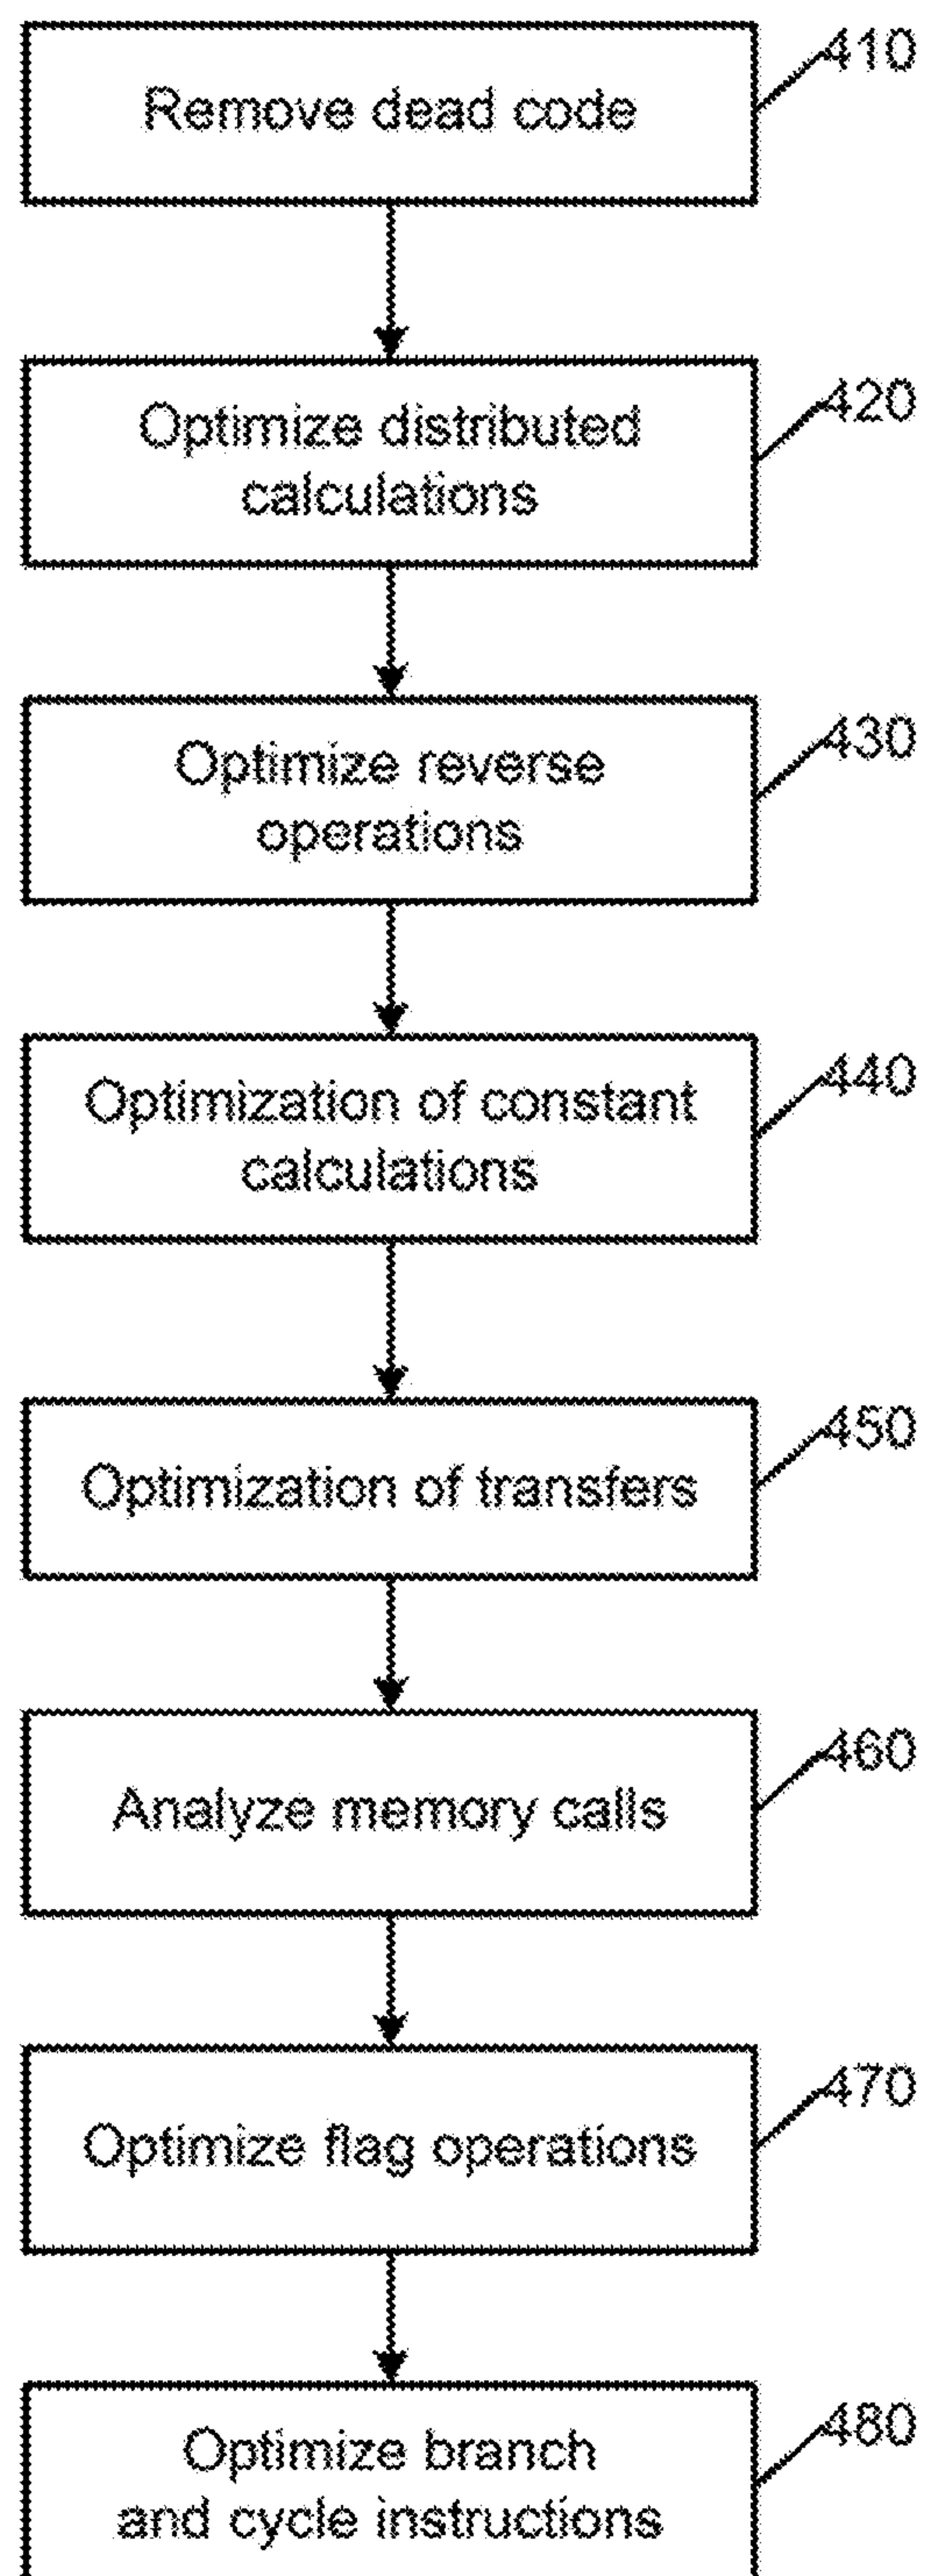 Remove dead code
410
Optimize distributed
calculations
420
Optimize reverse
operations
430
Optimization of constant
calculations
440
Optimization of transfers
450
Analyze memory calls
460
Optimize flag operations
470
Optimize branch
and cycle instructions
480